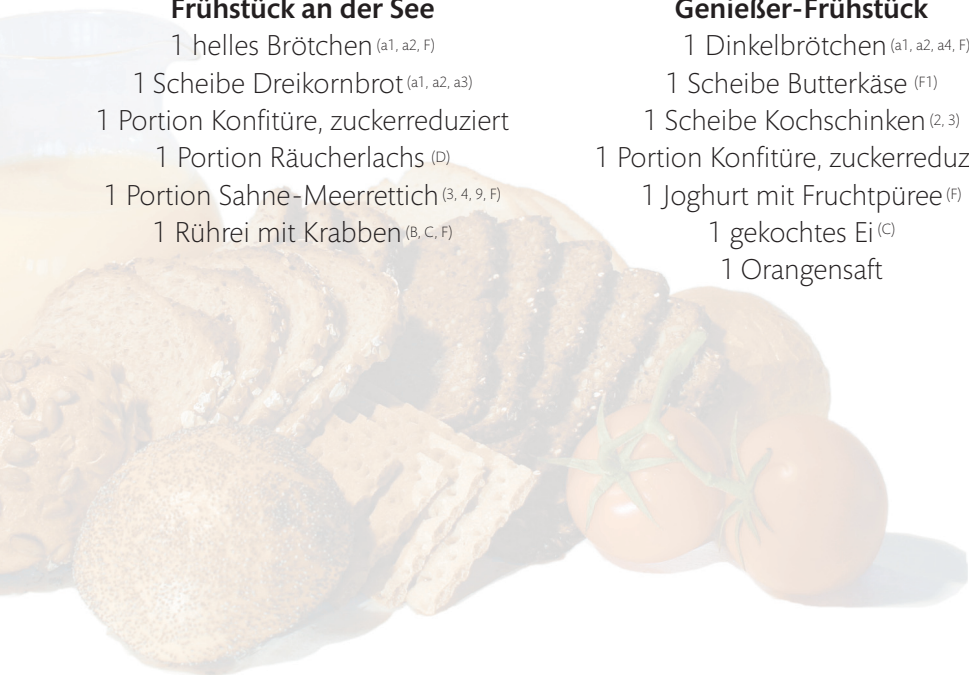 Frühstück an der See
1 helles Brötchen (a1, a2, F)
1 Scheibe Dreikornbrot (a1, a2, a3)
1 Portion Konfitüre, zuckerreduziert
1 Portion Räucherlachs (D)
1 Portion Sahne-Meerrettich (3, 4, 9, F)
1 Rührei mit Krabben (B, C, F)
Genießer-Frühstück
1 Dinkelbrötchen (a1, a2, a4, F)
1 Scheibe Butterkäse (F1)
1 Scheibe Kochschinken (2, 3)
1 Portion Konfitüre, zuckerreduz
1 Joghurt mit Fruchtpüree (F)
1 gekochtes Ei (C)
1 Orangensaft